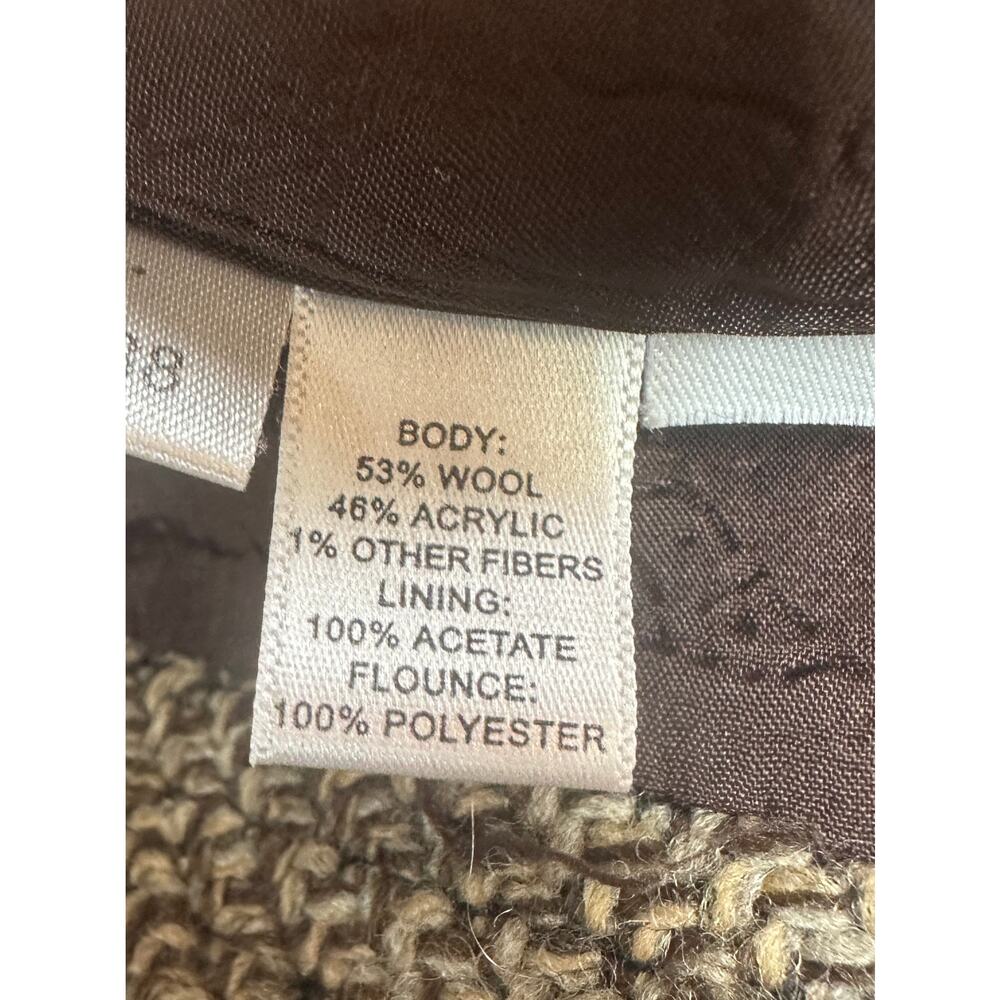 BODY:
53% WOOL
46% ACRYLIC
1% OTHER FIBERS
LINING:
100% ACETATE
FLOUNCE:
100% POLYESTER